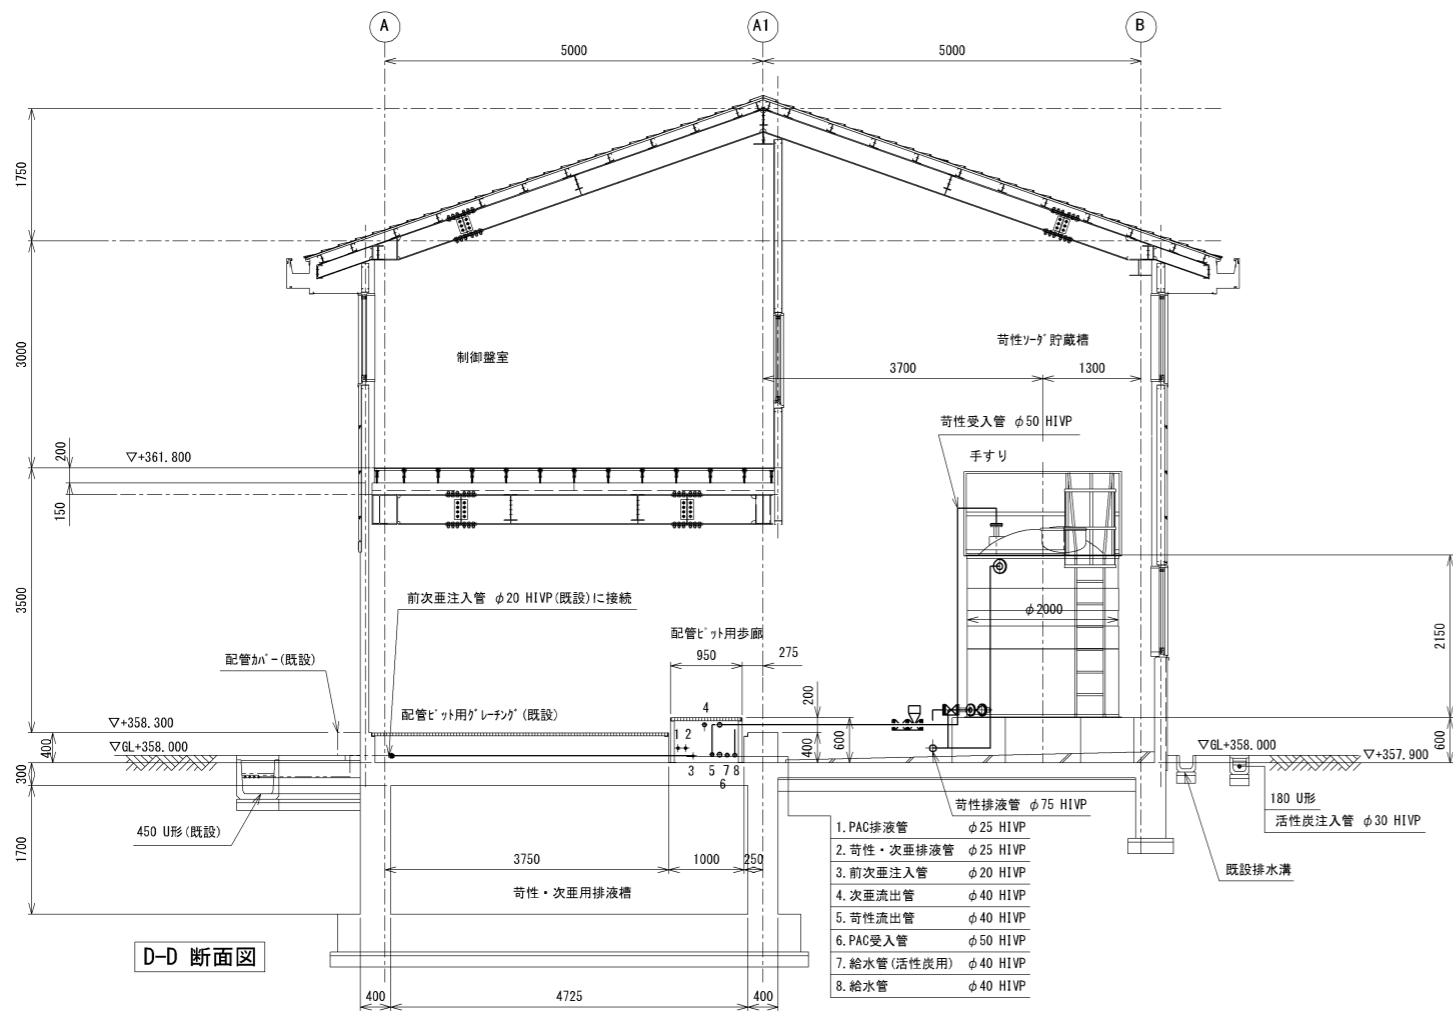 A
A1
B
5000
5000
1750
3000
制御盤室
苛性ｿｰﾀﾞ貯蔵槽
3700
1300
苛性受入管 φ50 HIVP
手すり
200
▽+361.800
150
3500
前次亜注入管 φ20 HIVP(既設)に接続
φ2000
2150
配管ﾋﾟｯﾄ用歩廊
配管ｶﾊﾞｰ(既設)
950
275
配管ﾋﾟｯﾄ用ｸﾞﾚｰﾁﾝｸﾞ(既設)
4
200
▽+358.300
1 2
400
▽GL+358.000
400
600
3
5
7
8
6
▽GL+358.000
600
▽+357.900
300
苛性排液管 φ75 HIVP
180 U形
活性炭注入管 φ30 HIVP
450 U形(既設)
1700
3750
1000
250
既設排水溝
苛性・次亜用排液槽
1.PAC排液管 φ25 HIVP
2.苛性・次亜排液管 φ25 HIVP
3.前次亜注入管 φ20 HIVP
4.次亜流出管 φ40 HIVP
5.苛性流出管 φ40 HIVP
6.PAC受入管 φ50 HIVP
7.給水管(活性炭用) φ40 HIVP
8.給水管 φ40 HIVP
D-D 断面図
400
4725
400